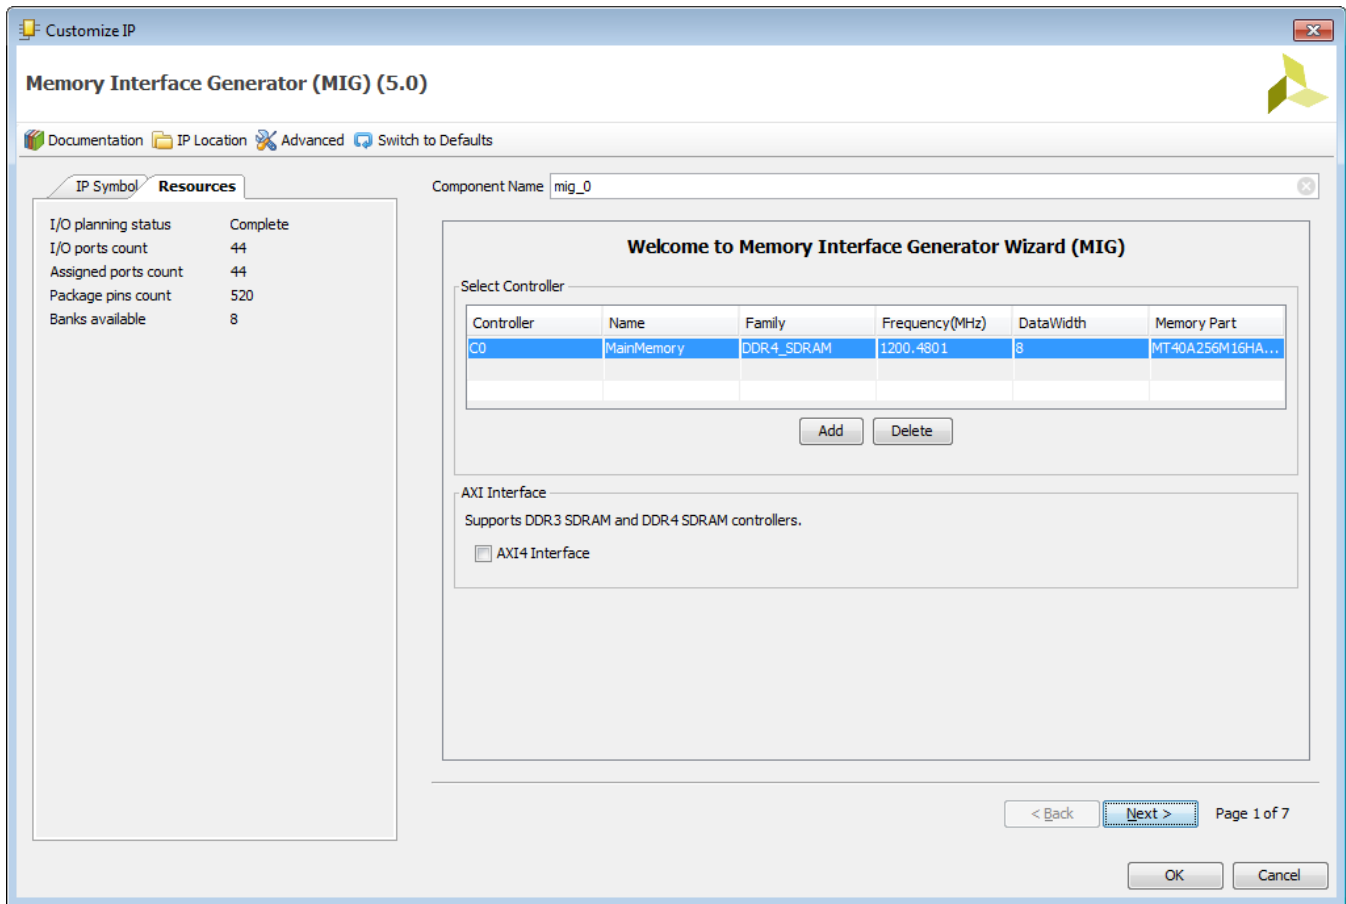 Customize IP
Memory Interface Generator (MIG) (5.0)
Documentation IP Location Advanced Switch to Defaults
IP Symbol Resources
I/O planning status Complete
I/O ports count 44
Assigned ports count 44
Package pins count 520
Banks available 8
Component Name mig_0
Welcome to Memory Interface Generator Wizard (MIG)
Select Controller
Controller Name Family Frequency(MHz) DataWidth Memory Part
C0 MainMemory DDR4_SDRAM 1200.4801 8 MT40A256M16HA...
Add Delete
AXI Interface
Supports DDR3 SDRAM and DDR4 SDRAM controllers.
AXI4 Interface
< Back Next > Page 1 of 7
OK Cancel